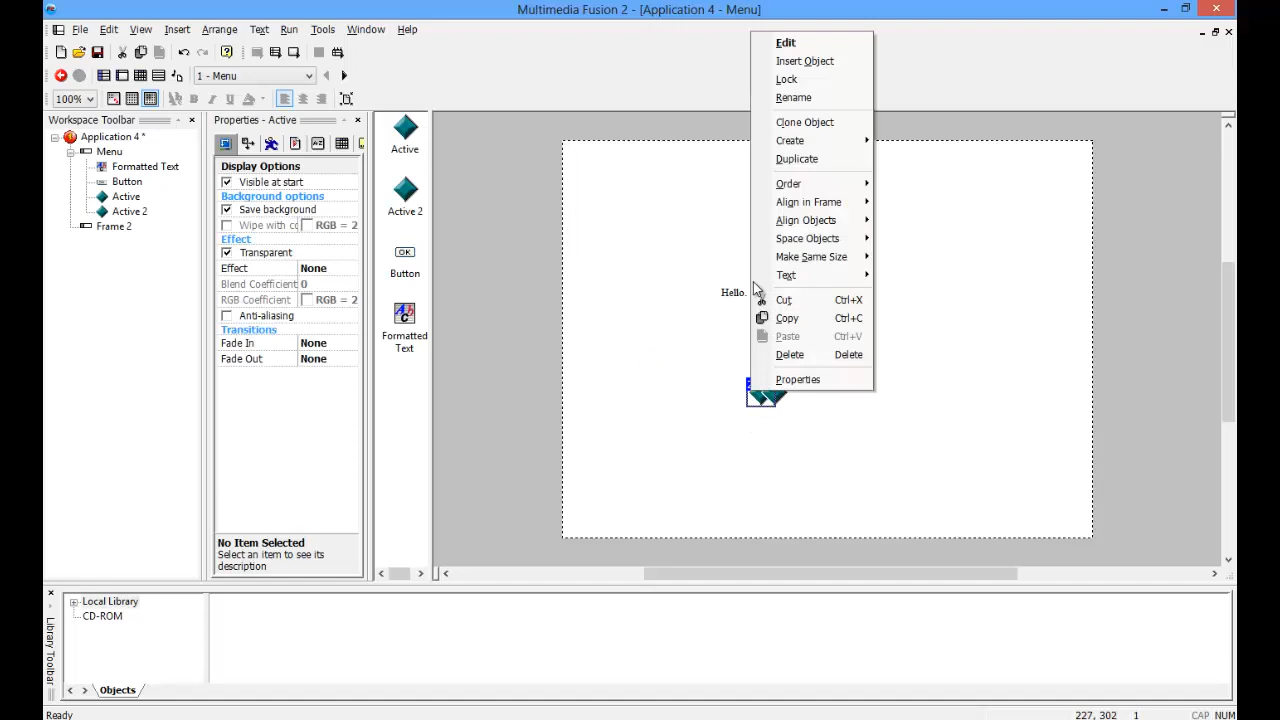 Multimedia Fusion 2 - [Application 4 - Menu]
File Edit View Insert Arrange Text Run Tools Window Help
1 - Menu
100% B I U
Workspace Toolbar
Application 4 *
Menu
Formatted Text
Button
Active
Active 2
Frame 2
Properties - Active
Display Options
Visible at start
Background options
Save background
Wipe with cc RGB = 2
Effect
Transparent
Effect None
Blend Coefficient 0
RGB Coefficient RGB = 2
Anti-aliasing
Transitions
Fade In None
Fade Out None
No Item Selected
Select an item to see its
description
Active
Active 2
OK
Button
Formatted
Text
Hello.
Edit
Insert Object
Lock
Rename
Clone Object
Create
Duplicate
Order
Align in Frame
Align Objects
Space Objects
Make Same Size
Text
Cut Ctrl+X
Copy Ctrl+C
Paste Ctrl+V
Delete Delete
Properties
Library Toolbar
Local Library
CD-ROM
Objects
Ready 227, 302 1 CAP NUM